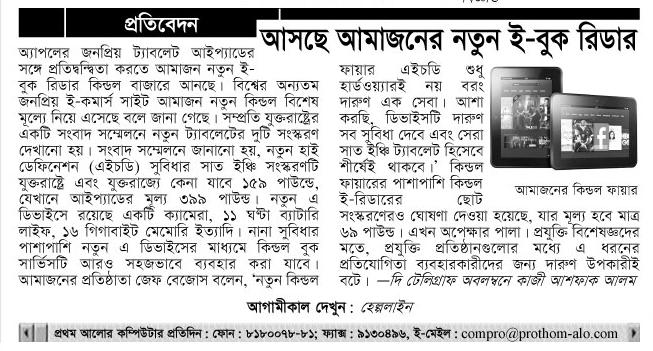 প্রতিবেদন
আসছে আমাজনের নতুন ই-বুক রিডার
অ্যাপলের জনপ্রিয় ট্যাবলেট আইপ্যাডের
সঙ্গে প্রতিদ্বন্দ্বিতা করতে আমাজন নতুন ই-
বুক রিডার কিন্ডল বাজারে আনছে। বিশ্বের অন্যতম
জনপ্রিয় ই-কমার্স সাইট আমাজন নতুন কিন্ডল বিশেষ
মূল্যে নিয়ে এসেছে বলে জানা গেছে। সম্প্রতি যুক্তরাষ্ট্রের
একটি সংবাদ সম্মেলনে নতুন ট্যাবলেটের দুটি সংস্করণ
দেখানো হয়। সংবাদ সম্মেলনে জানানো হয়, নতুন হাই
ডেফিনেশন (এইচডি) সুবিধার সাত ইঞ্চি সংস্করণটি
যুক্তরাষ্ট্রে এবং যুক্তরাজ্যে কেনা যাবে ১৫৯ পাউন্ডে,
যেখানে আইপ্যাডের মূল্য ৩৯৯ পাউন্ড। নতুন এ
ডিভাইসে রয়েছে একটি ক্যামেরা, ১১ ঘণ্টা ব্যাটারি
লাইফ, ১৬ গিগাবাইট মেমোরি ইত্যাদি। নানা সুবিধার
পাশাপাশি নতুন এ ডিভাইসের মাধ্যমে কিন্ডল বুক
সার্ভিসটি আরও সহজভাবে ব্যবহার করা যাবে।
আমাজনের প্রতিষ্ঠাতা জেফ বেজোস বলেন, ‘নতুন কিন্ডল
ফায়ার এইচডি শুধু
হার্ডওয়্যারই নয় বরং
দারুণ এক সেবা। আশা
করছি, ডিভাইসটি দারুণ
সব সুবিধা দেবে এবং সেরা
সাত ইঞ্চি ট্যাবলেট হিসেবে
শীর্ষেই থাকবে।’ কিন্ডল
ফায়ারের পাশাপাশি কিন্ডল
ই-রিডারের ছোট
সংস্করণেরও ঘোষণা দেওয়া হয়েছে, যার মূল্য হবে মাত্র
৬৯ পাউন্ড। এখন অপেক্ষার পালা। প্রযুক্তি বিশেষজ্ঞদের
মতে, প্রযুক্তি প্রতিষ্ঠানগুলোর মধ্যে এ ধরনের
প্রতিযোগিতা ব্যবহারকারীদের জন্য দারুণ উপকারীই
বটে। —দি টেলিগ্রাফ অবলম্বনে কাজী আশফাক আলম
আমাজনের কিন্ডল ফায়ার
আগামীকাল দেখুন : হেল্পলাইন
প্রথম আলোর কম্পিউটার প্রতিদিন : ফোন : ৮১৮০০৭৮-৮১; ফ্যাক্স : ৯১৩০৪৯৬, ই-মেইল : compro@prothom-alo.com